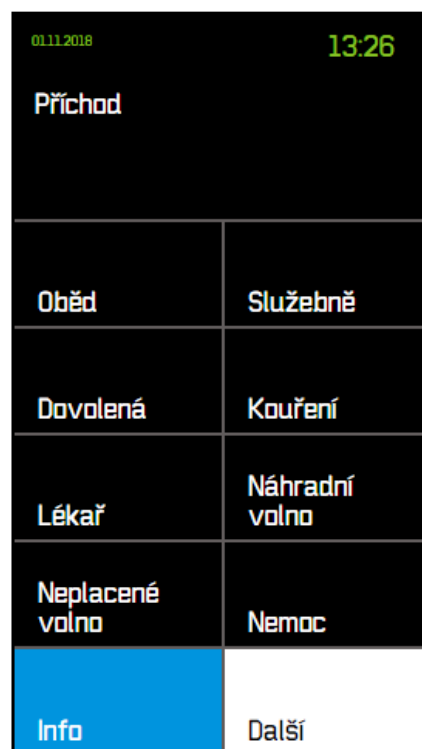 01.11.2018 13:26
Příchod
Oběd Služebně
Dovolená Kouření
Lékař Náhradní volno
Neplacené volno Nemoc
Info Další